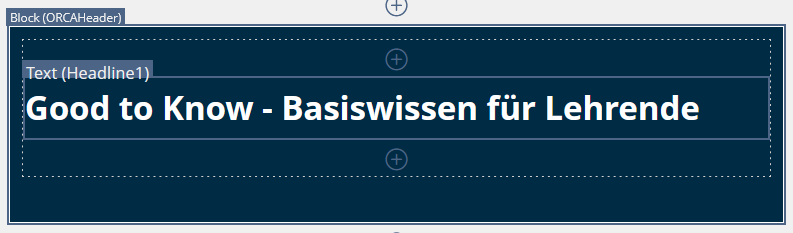 Block (ORCAHeader)
Text (Headline1)
Good to Know - Basiswissen für Lehrende